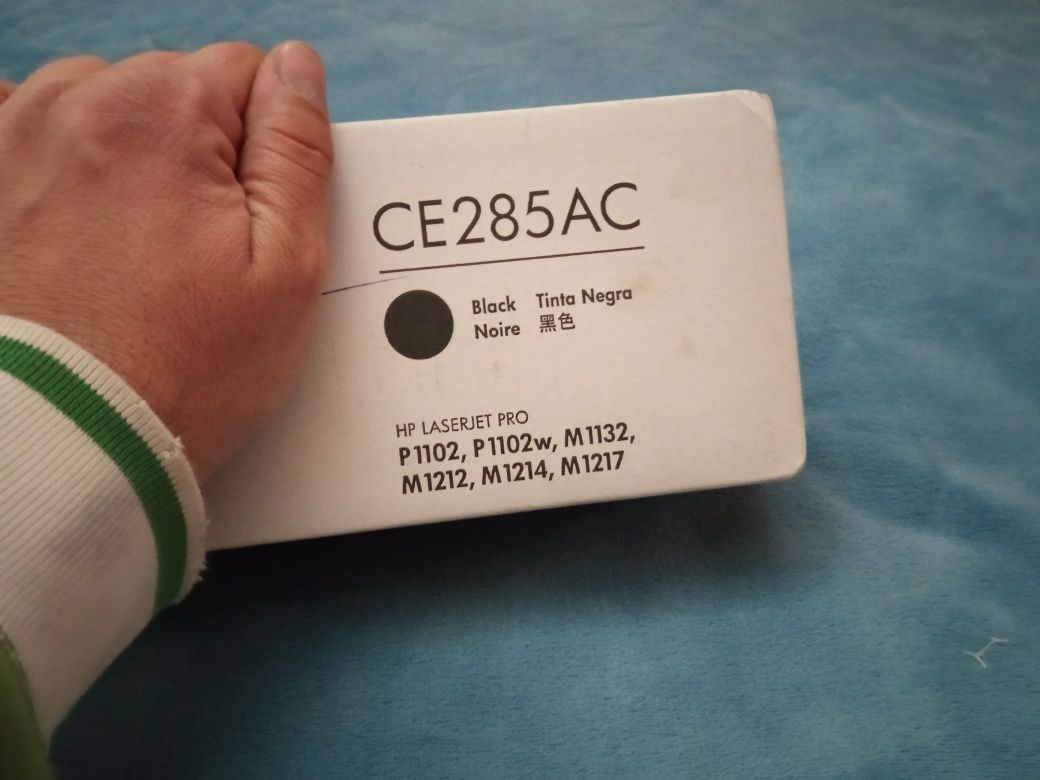 CE285AC
Black Tinta Negra
Noire 黑色
HP LASERJET PRO
P1102, P1102w, M1132,
M1212, M1214, M1217